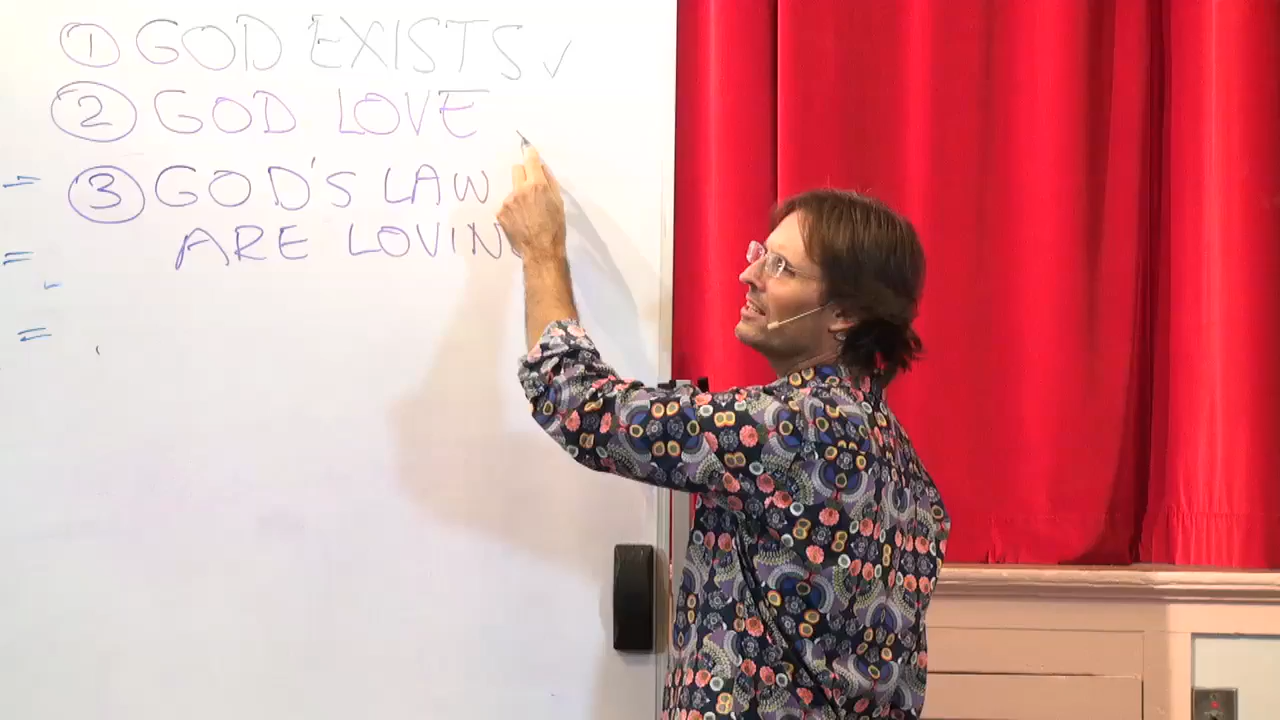 ① GOD EXISTS ✓
② GOD LOVE
= ③ GOD'S LAW
= ARE LOVIN
=